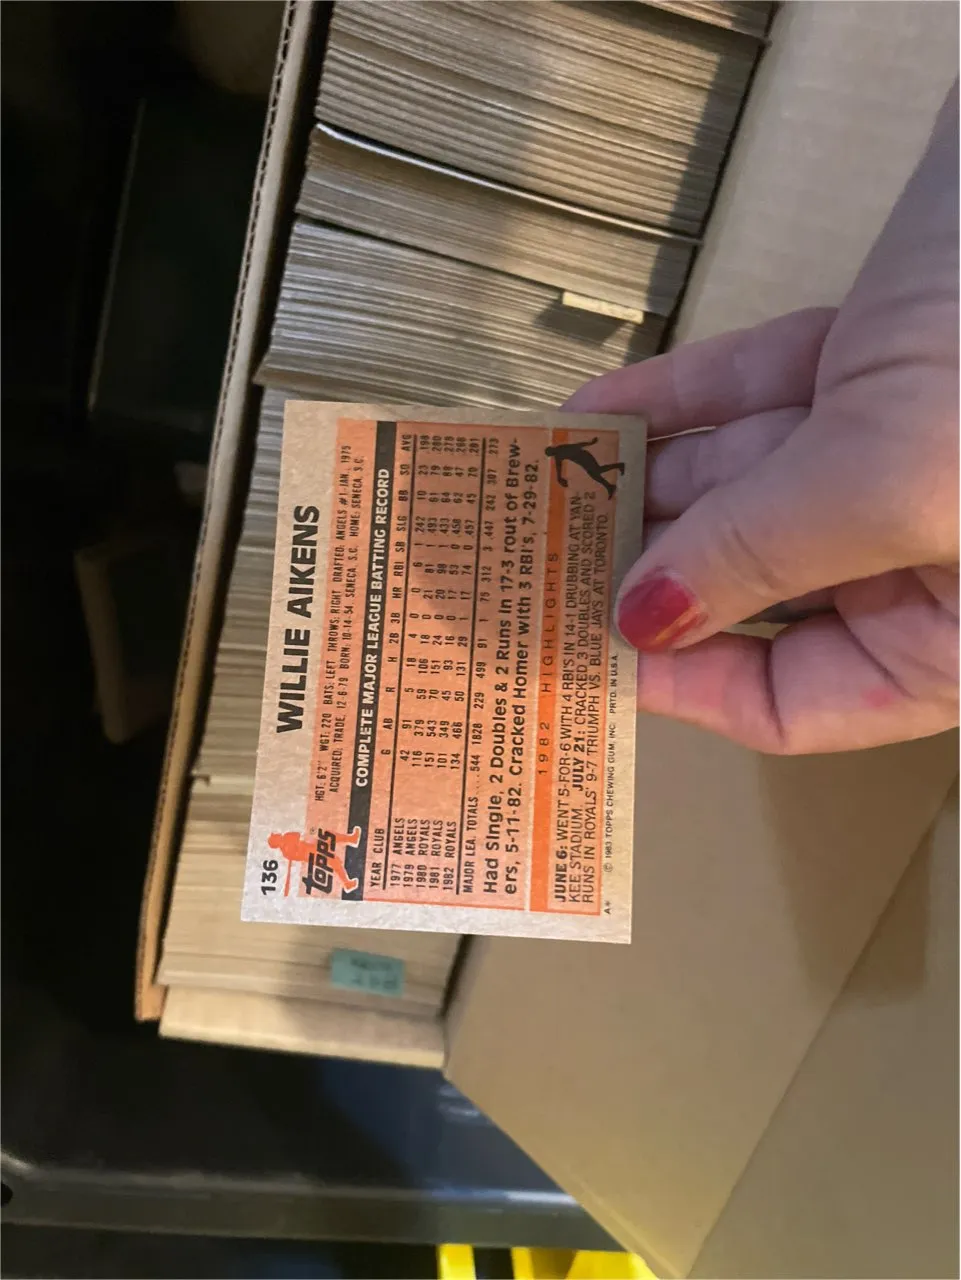 136
topps®
WILLIE AIKENS
HGT: 6'2" WGT: 220 BATS: LEFT THROWS: RIGHT DRAFTED: ANGELS #1-JAN., 1975
ACQUIRED: TRADE, 12-6-79 BORN: 10-14-54, SENECA, S.C. HOME: SENECA, S.C.
COMPLETE MAJOR LEAGUE BATTING RECORD
YEAR CLUB G AB R H 2B 3B HR RBI SB SLG BB SO AVG
1977 ANGELS 42 91 5 18 4 0 0 6 1 .242 10 23 .198
1979 ANGELS 116 379 59 106 18 0 21 81 1 .493 61 79 .280
1980 ROYALS 151 543 70 151 24 0 20 98 1 .433 64 88 .278
1981 ROYALS 101 349 45 93 16 0 17 53 0 .458 62 47 .266
1982 ROYALS 134 466 50 131 29 1 17 74 0 .457 45 70 .281
MAJOR LEA. TOTALS .... 544 1828 229 499 91 1 75 312 3 .447 242 307 .273
Had Single, 2 Doubles & 2 Runs in 17-3 rout of Brew-
ers, 5-11-82. Cracked Homer with 3 RBI's, 7-29-82.
1982 HIGHLIGHTS
JUNE 6: WENT 5-FOR-6 WITH 4 RBI'S IN 14-1 DRUBBING AT YAN-
KEE STADIUM. JULY 21: CRACKED 3 DOUBLES AND SCORED 2
RUNS IN ROYALS' 9-7 TRIUMPH VS. BLUE JAYS AT TORONTO.
A* © 1983 TOPPS CHEWING GUM, INC. PRTD. IN U.S.A.